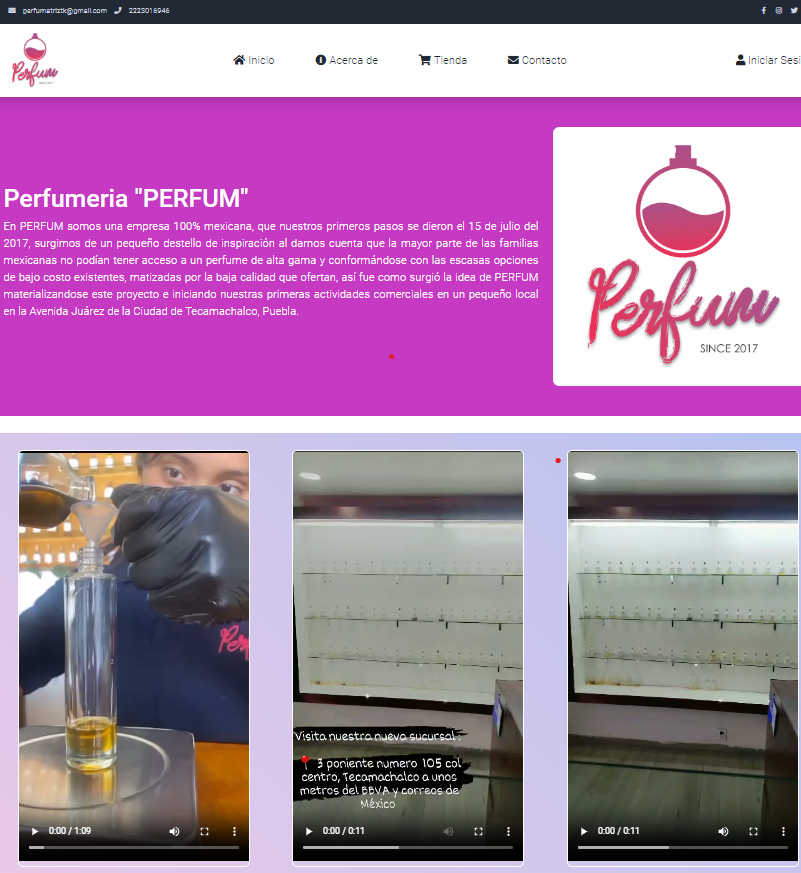 perfumatriztk@gmail.com 2223016946
Perfum
Inicio Acerca de Tienda Contacto Iniciar Sesi
Perfumeria "PERFUM"
En PERFUM somos una empresa 100% mexicana, que nuestros primeros pasos se dieron el 15 de julio del
2017, surgimos de un pequeño destello de inspiración al darnos cuenta que la mayor parte de las familias
mexicanas no podían tener acceso a un perfume de alta gama y conformándose con las escasas opciones
de bajo costo existentes, matizadas por la baja calidad que ofertan, así fue como surgió la idea de PERFUM
materializandose este proyecto e iniciando nuestras primeras actividades comerciales en un pequeño local
en la Avenida Juárez de la Ciudad de Tecamachalco, Puebla.
Perfum
SINCE 2017
Perf
Visita nuestra nueva sucursal :
3 poniente numero 105 col
centro, Tecamachalco a unos
metros del BBVA y correos de
México
0:00 / 1:09
0:00 / 0:11
0:00 / 0:11